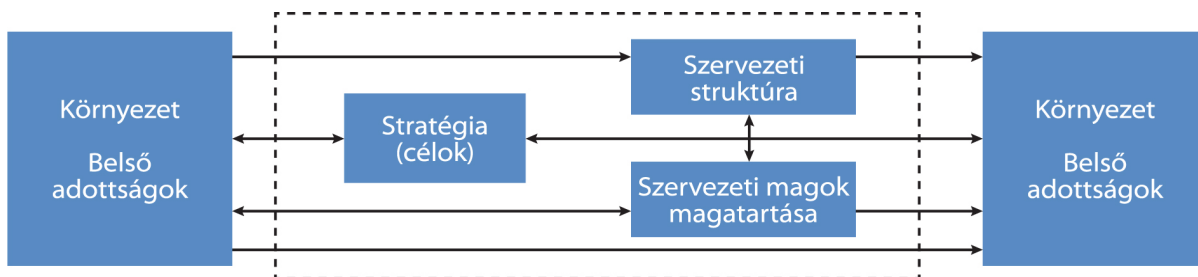 Környezet
Belső
adottságok
Stratégia
(célok)
Szervezeti
struktúra
Szervezeti magok
magatartása
Környezet
Belső
adottságok